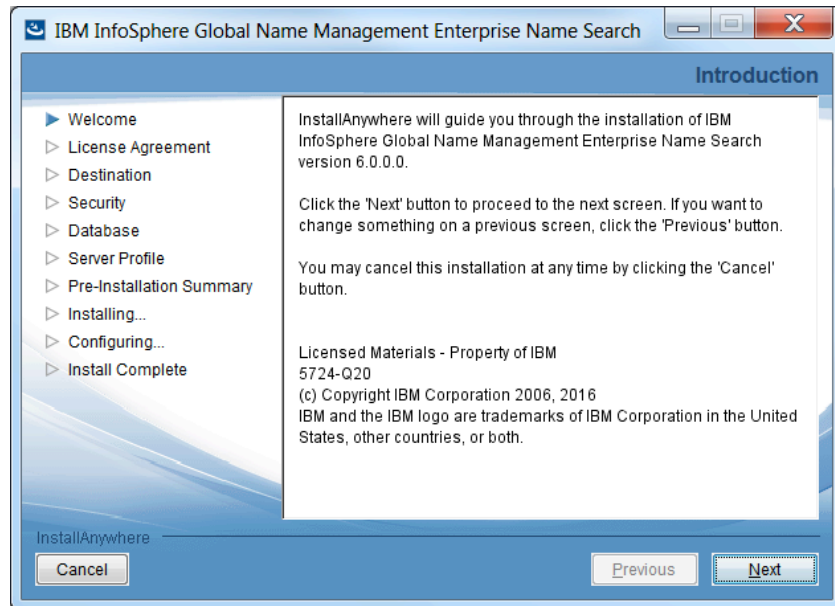 IBM InfoSphere Global Name Management Enterprise Name Search
Introduction
Welcome
License Agreement
Destination
Security
Database
Server Profile
Pre-Installation Summary
Installing...
Configuring...
Install Complete
InstallAnywhere will guide you through the installation of IBM
InfoSphere Global Name Management Enterprise Name Search
version 6.0.0.0.
Click the 'Next' button to proceed to the next screen. If you want to
change something on a previous screen, click the 'Previous' button.
You may cancel this installation at any time by clicking the 'Cancel'
button.
Licensed Materials - Property of IBM
5724-Q20
(c) Copyright IBM Corporation 2006, 2016
IBM and the IBM logo are trademarks of IBM Corporation in the United
States, other countries, or both.
InstallAnywhere
Cancel
Previous
Next